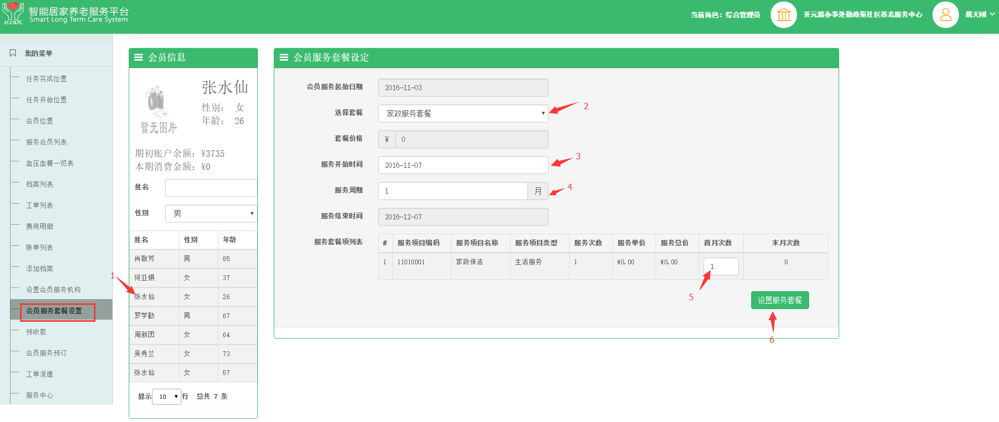 212SLTC
智能居家养老服务平台
Smart Long Term Care System
当前角色：综合管理员
开元路办事处勤政苑社区养老服务中心
姚天刚
我的菜单
任务完成位置
任务开始位置
会员位置
服务会员列表
血压血糖一览表
档案列表
工单列表
费用明细
账单列表
添加档案
设置会员服务机构
会员服务套餐设置
预收款
会员服务预订
工单派遣
服务中心
会员信息
暂无图片
张水仙
性别： 女
年龄： 26
期初账户余额：¥3735
本期消费金额：¥0
姓名
性别 男
姓名 性别 年龄
肖敬芳 男 85
何亚娟 女 37
1
张水仙 女 26
罗学勤 男 67
周新团 女 64
吴秀兰 女 73
张水仙 女 57
显示 10 行 总共 7 条
会员服务套餐设定
会员服务起始日期 2016-11-03
选择套餐 家政服务套餐 2
套餐价格 ¥ 0
服务开始时间 2016-11-07 3
服务周期 1 月 4
服务结束时间 2016-12-07
服务套餐项列表
# 服务项目编码 服务项目名称 服务项目类型 服务次数 服务单价 服务总价 首月次数 末月次数
1 11010001 家政保洁 生活服务 1 ¥0.00 ¥0.00 1 0
5
设置服务套餐
6